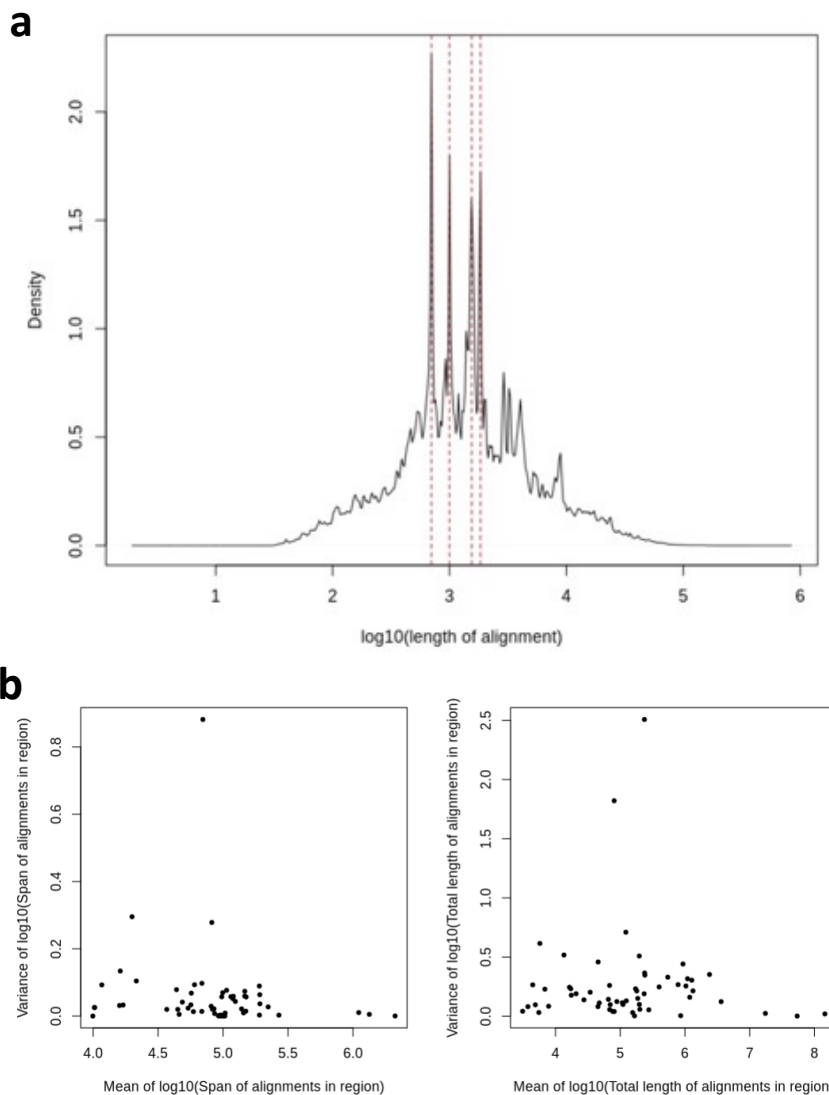 a
Density
2.0
1.5
1.0
0.5
0.0
1 2 3 4 5 6
log10(length of alignment)
b
Variance of log10(Span of alignments in region)
0.8
0.6
0.4
0.2
0.0
4.0 4.5 5.0 5.5 6.0
Mean of log10(Span of alignments in region)
Variance of log10(Total length of alignments in region)
2.5
2.0
1.5
1.0
0.5
0.0
4 5 6 7 8
Mean of log10(Total length of alignments in region